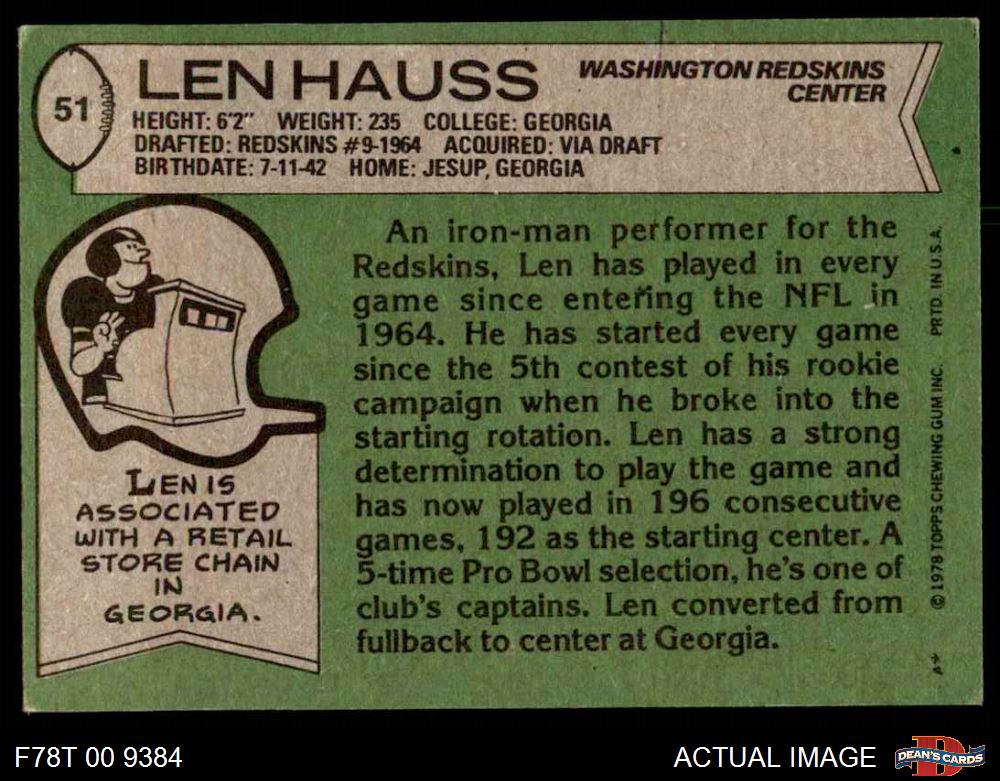 51
LEN HAUSS
WASHINGTON REDSKINS
CENTER
HEIGHT: 6'2" WEIGHT: 235 COLLEGE: GEORGIA
DRAFTED: REDSKINS #9-1964 ACQUIRED: VIA DRAFT
BIRTHDATE: 7-11-42 HOME: JESUP, GEORGIA
An iron-man performer for the
Redskins, Len has played in every
game since entering the NFL in
1964. He has started every game
since the 5th contest of his rookie
campaign when he broke into the
starting rotation. Len has a strong
determination to play the game and
has now played in 196 consecutive
games, 192 as the starting center. A
5-time Pro Bowl selection, he's one of
club's captains. Len converted from
fullback to center at Georgia.
LEN IS
ASSOCIATED
WITH A RETAIL
STORE CHAIN
IN
GEORGIA.
© 1978 TOPPS CHEWING GUM INC. PRTD. IN U.S.A.
A*
F78T 00 9384
ACTUAL IMAGE
D
DEAN'S CARDS